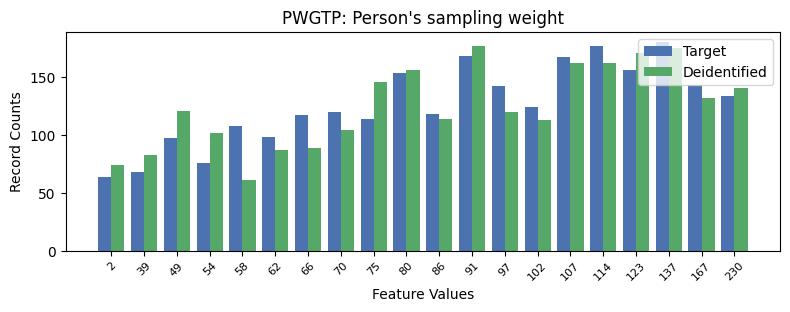 PWGTP: Person's sampling weight
Target
Deidentified
Record Counts
150
100
50
0
2 39 49 54 58 62 66 70 75 80 86 91 97 102 107 114 123 137 167 230
Feature Values